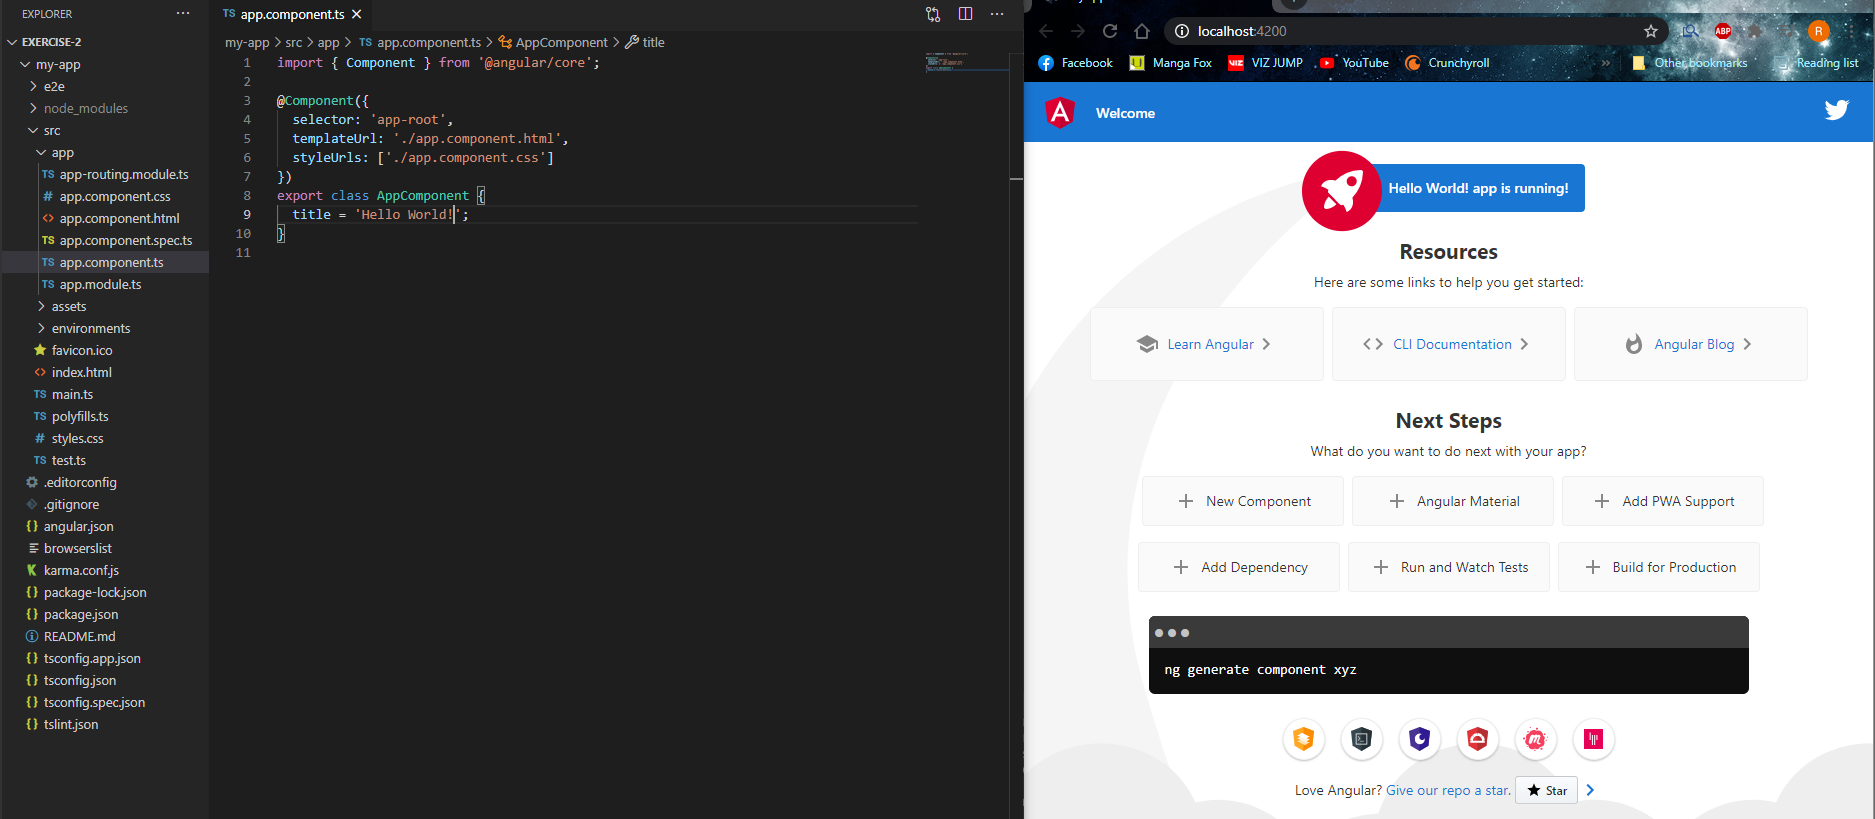 EXPLORER
EXERCISE-2
my-app
e2e
node_modules
src
app
TS app-routing.module.ts
# app.component.css
<> app.component.html
TS app.component.spec.ts
TS app.component.ts
TS app.module.ts
assets
environments
favicon.ico
<> index.html
TS main.ts
TS polyfills.ts
# styles.css
TS test.ts
.editorconfig
.gitignore
{} angular.json
browserslist
karma.conf.js
{} package-lock.json
{} package.json
README.md
{} tsconfig.app.json
{} tsconfig.json
{} tsconfig.spec.json
{} tslint.json
TS app.component.ts
my-app > src > app > TS app.component.ts > AppComponent > title
1 import { Component } from '@angular/core';
2
3 @Component({
4 selector: 'app-root',
5 templateUrl: './app.component.html',
6 styleUrls: ['./app.component.css']
7 })
8 export class AppComponent {
9 title = 'Hello World!';
10 }
11
localhost:4200
ABP
R
Facebook
Manga Fox
VIZ VIZ JUMP
YouTube
Crunchyroll
»
Other bookmarks
Reading list
A Welcome
Hello World! app is running!
Resources
Here are some links to help you get started:
Learn Angular
CLI Documentation
Angular Blog
Next Steps
What do you want to do next with your app?
New Component
Angular Material
Add PWA Support
Add Dependency
Run and Watch Tests
Build for Production
ng generate component xyz
Love Angular? Give our repo a star. Star